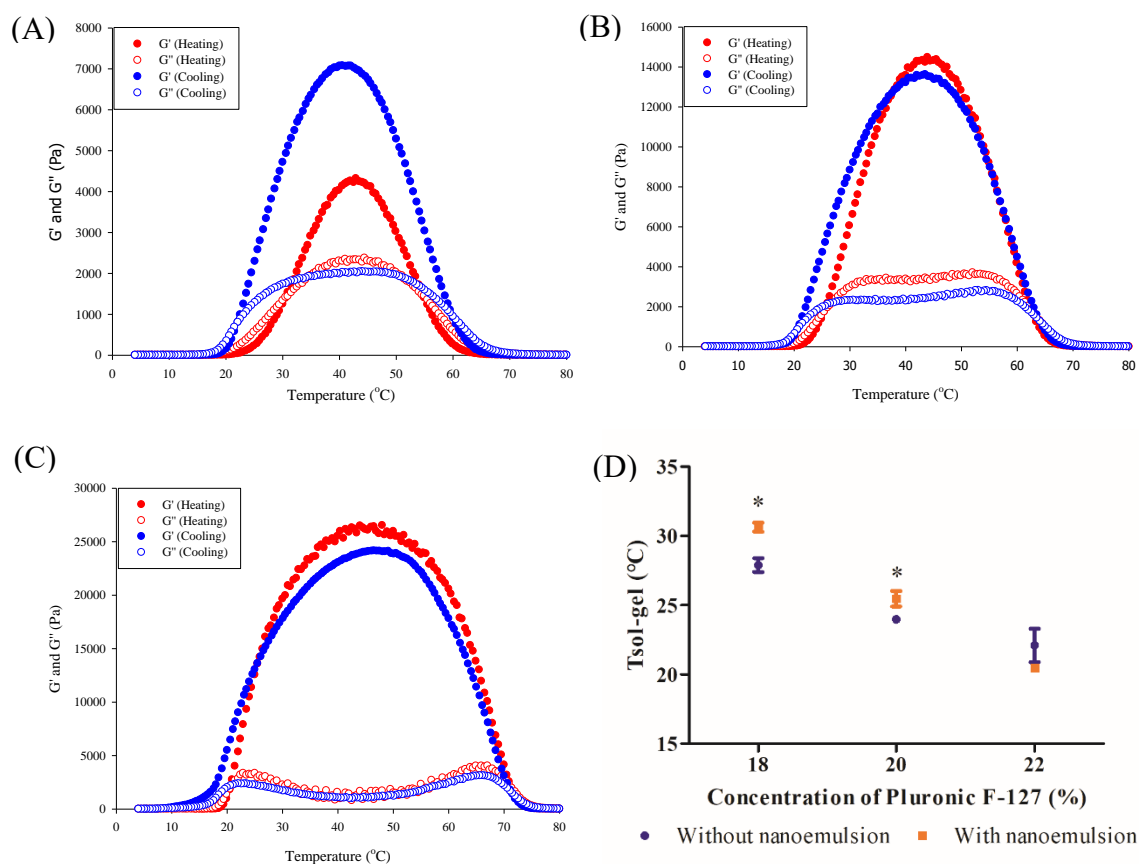 (A)
G' (Heating)
G" (Heating)
G' (Cooling)
G" (Cooling)
8000
7000
6000
5000
4000
3000
2000
1000
0
G' and G" (Pa)
0 10 20 30 40 50 60 70 80
Temperature (°C)
(B)
G' (Heating)
G" (Heating)
G' (Cooling)
G" (Cooling)
16000
14000
12000
10000
8000
6000
4000
2000
0
G' and G" (Pa)
0 10 20 30 40 50 60 70 80
Temperature (°C)
(C)
G' (Heating)
G" (Heating)
G' (Cooling)
G" (Cooling)
30000
25000
20000
15000
10000
5000
0
G' and G" (Pa)
0 10 20 30 40 50 60 70 80
Temperature (°C)
(D)
35
30
25
20
15
Tsol-gel (°C)
*
*
18 20 22
Concentration of Pluronic F-127 (%)
Without nanoemulsion With nanoemulsion